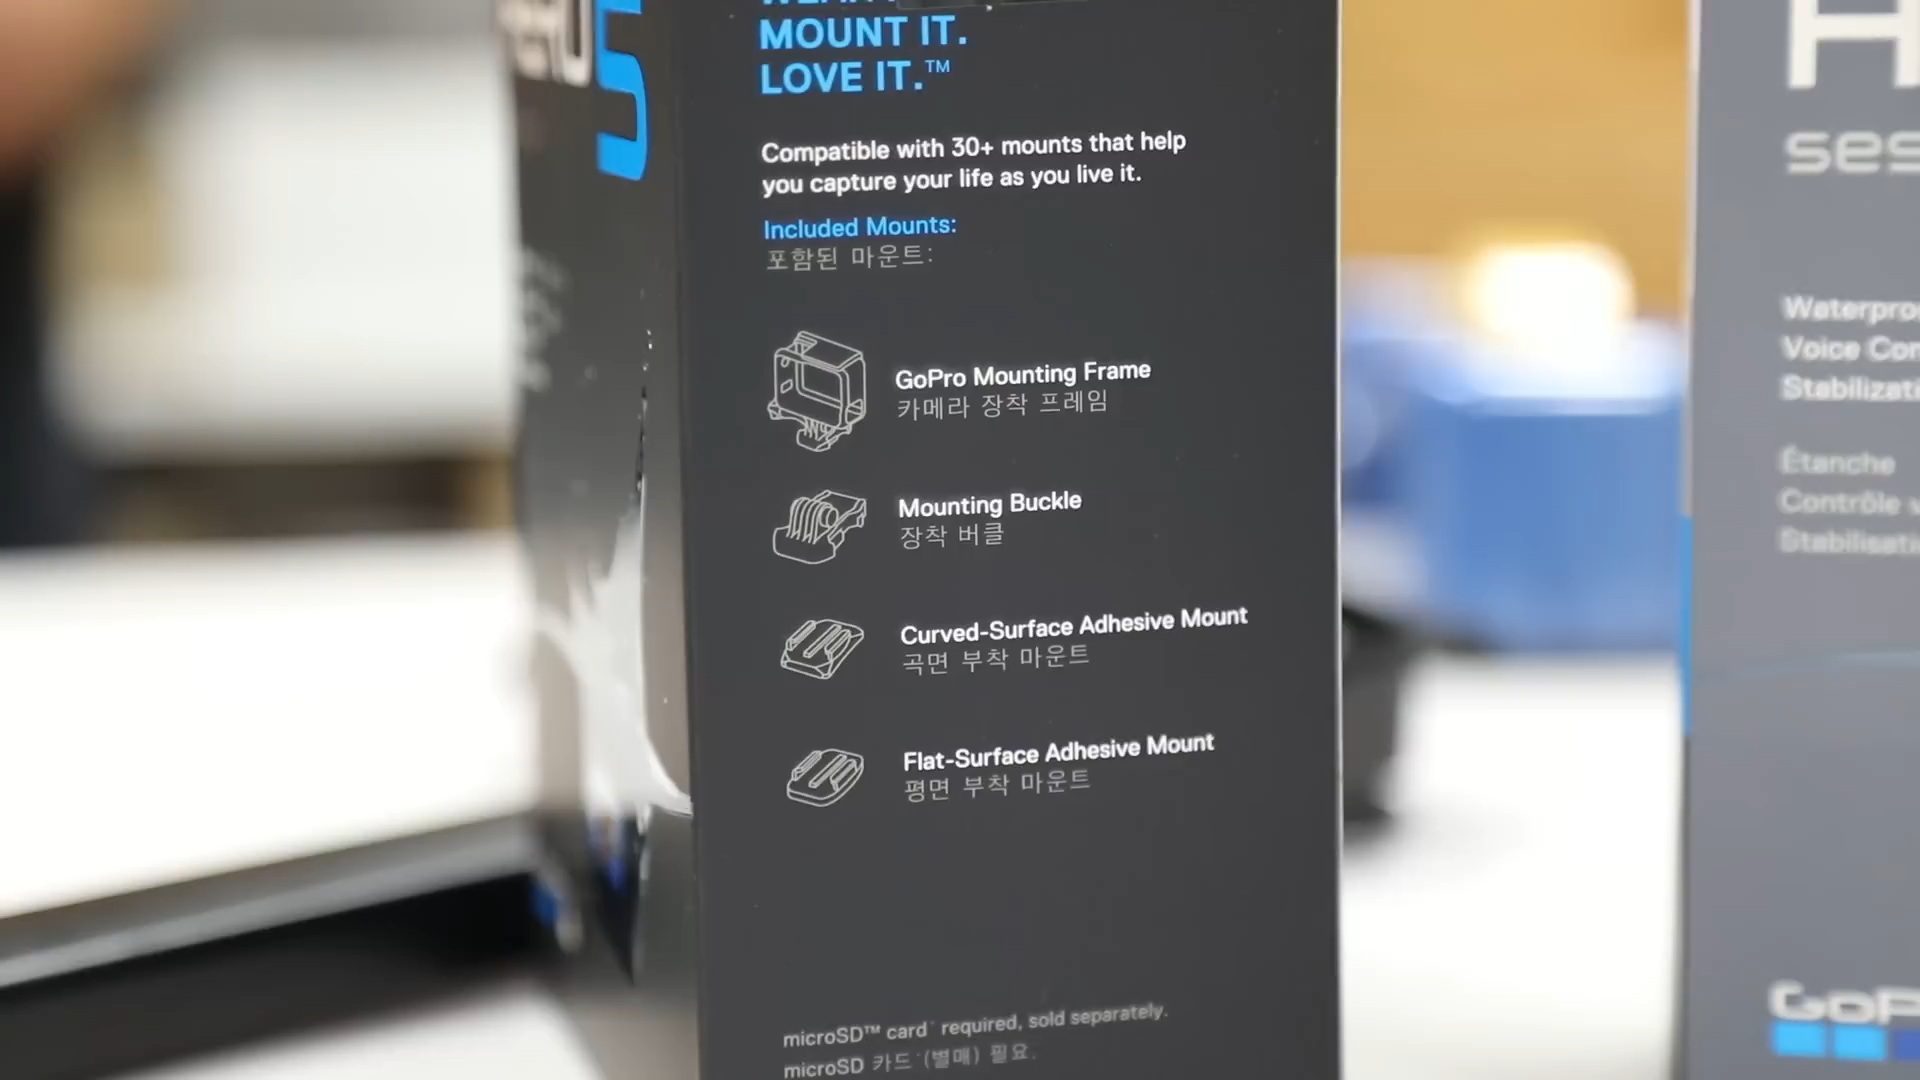 5
MOUNT IT.
LOVE IT.™
Compatible with 30+ mounts that help
you capture your life as you live it.
Included Mounts:
포함된 마운트:
GoPro Mounting Frame
카메라 장착 프레임
Mounting Buckle
장착 버클
Curved-Surface Adhesive Mount
곡면 부착 마운트
Flat-Surface Adhesive Mount
평면 부착 마운트
microSD™ card* required, sold separately.
microSD 카드*(별매) 필요.
Voice
Étanche
Contrôle